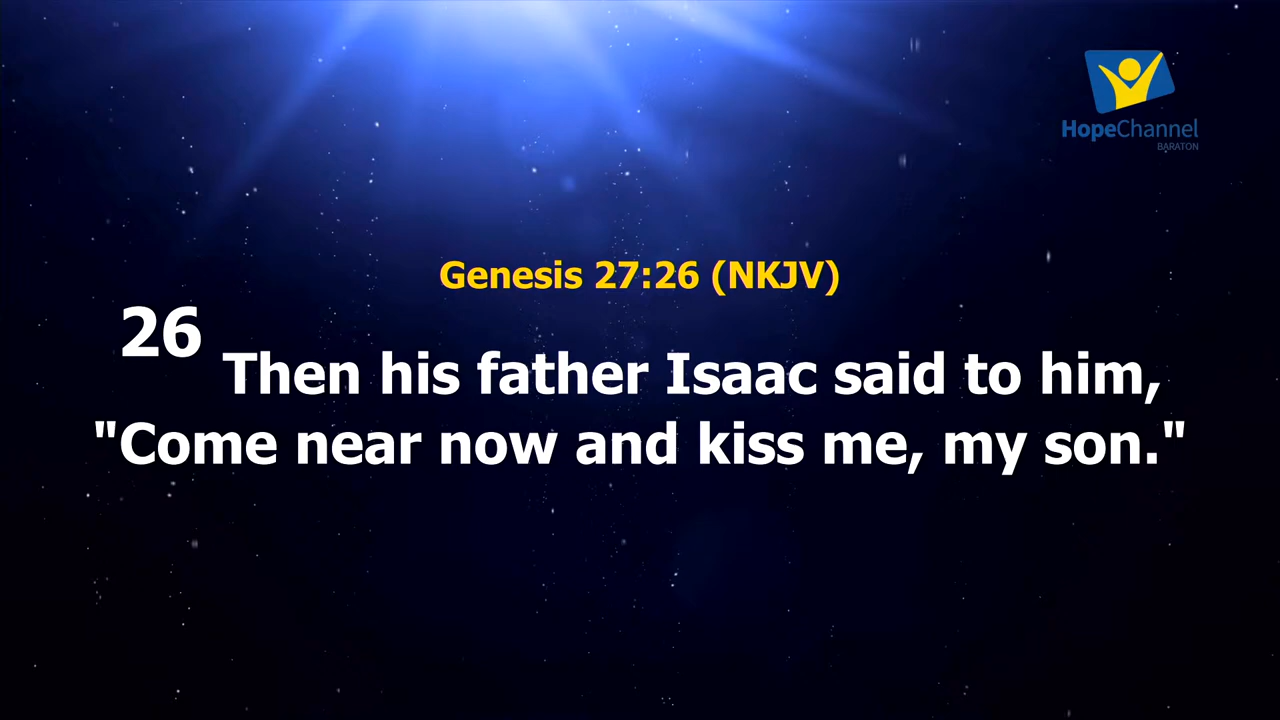 HopeChannel
BARATON
Genesis 27:26 (NKJV)
26 Then his father Isaac said to him,
"Come near now and kiss me, my son."